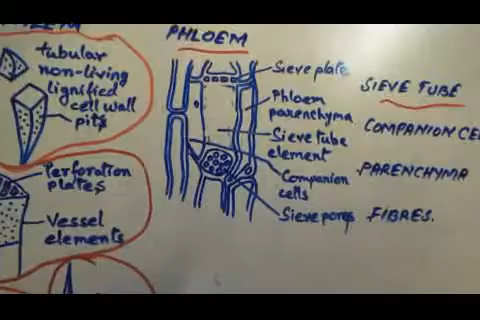 tubular
non-living
lignified
cell wall
pits
Perforation
plates
Vessel
elements
PHLOEM
Sieve plate
Phloem
parenchyma
Sieve tube
element
Companion
cells
Sieve pores
SIEVE TUBE
COMPANION CE
PARENCHYMA
FIBRES.